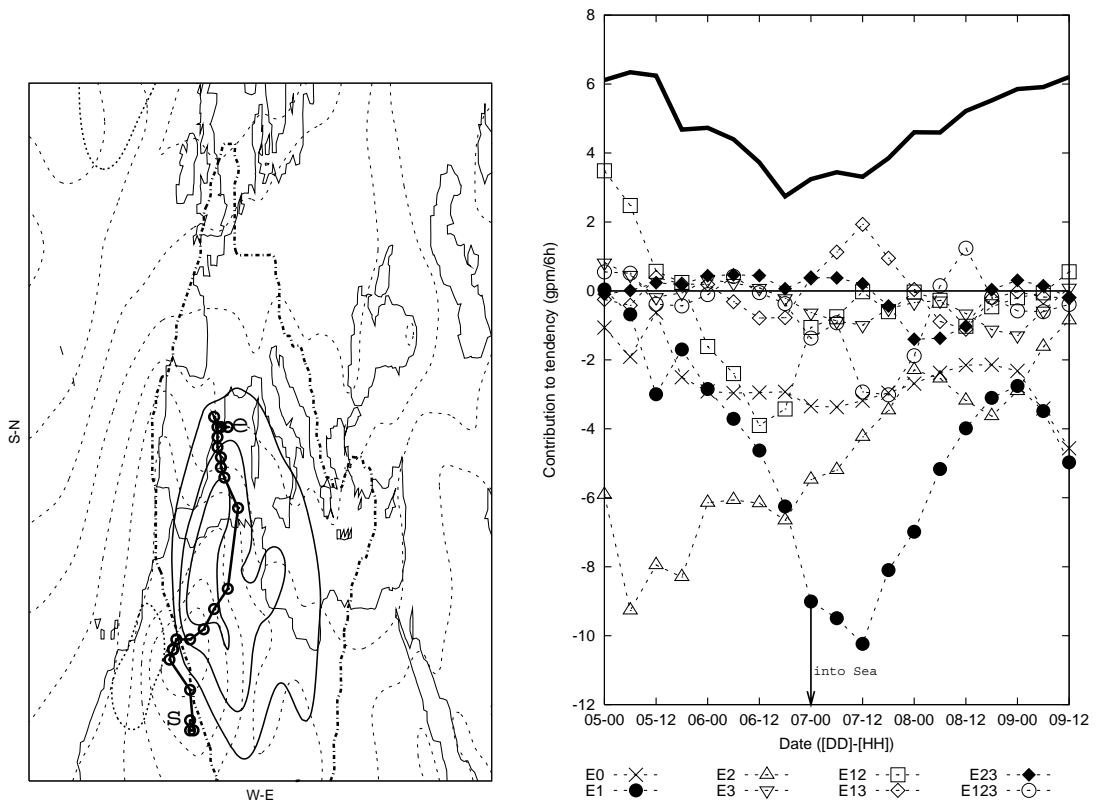 S-N
W-E
e
s
Contribution to tendency (gpm/6h)
8
6
4
2
0
-2
-4
-6
-8
-10
-12
into Sea
05-00 05-12 06-00 06-12 07-00 07-12 08-00 08-12 09-00 09-12
Date ([DD]-[HH])
E0 E2 E12 E23
E1 E3 E13 E123